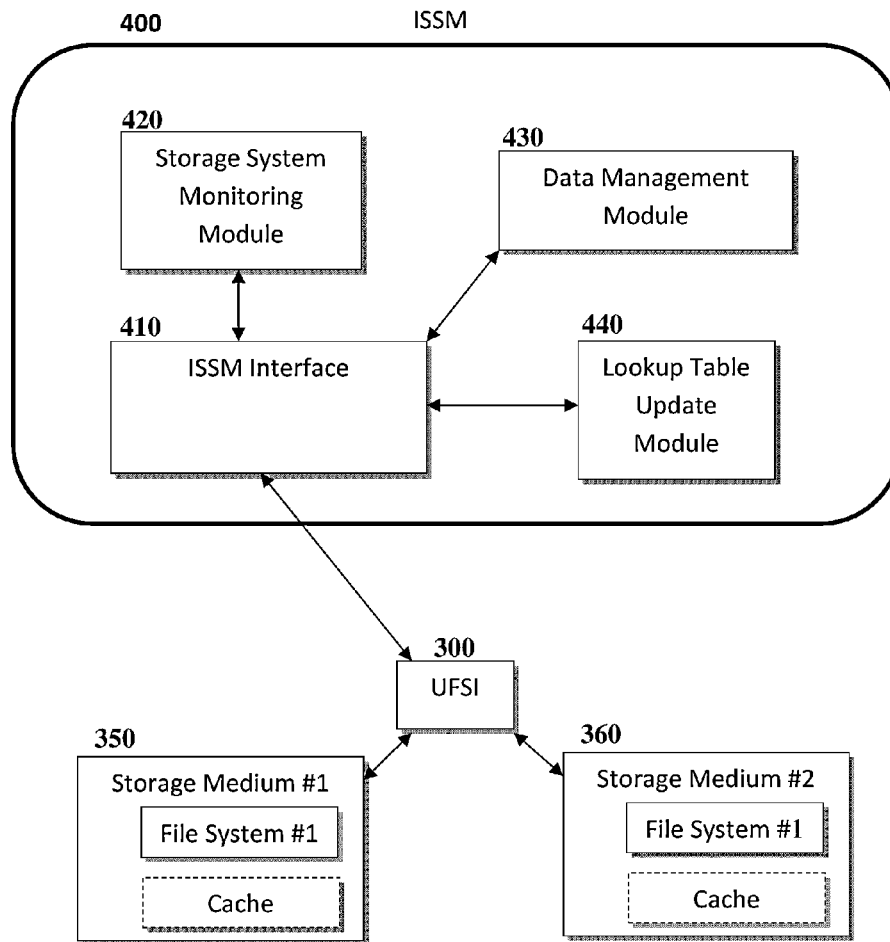 400
ISSM
420
Storage System
Monitoring
Module
430
Data Management
Module
410
ISSM Interface
440
Lookup Table
Update
Module
300
UFSI
350
Storage Medium #1
File System #1
Cache
360
Storage Medium #2
File System #1
Cache